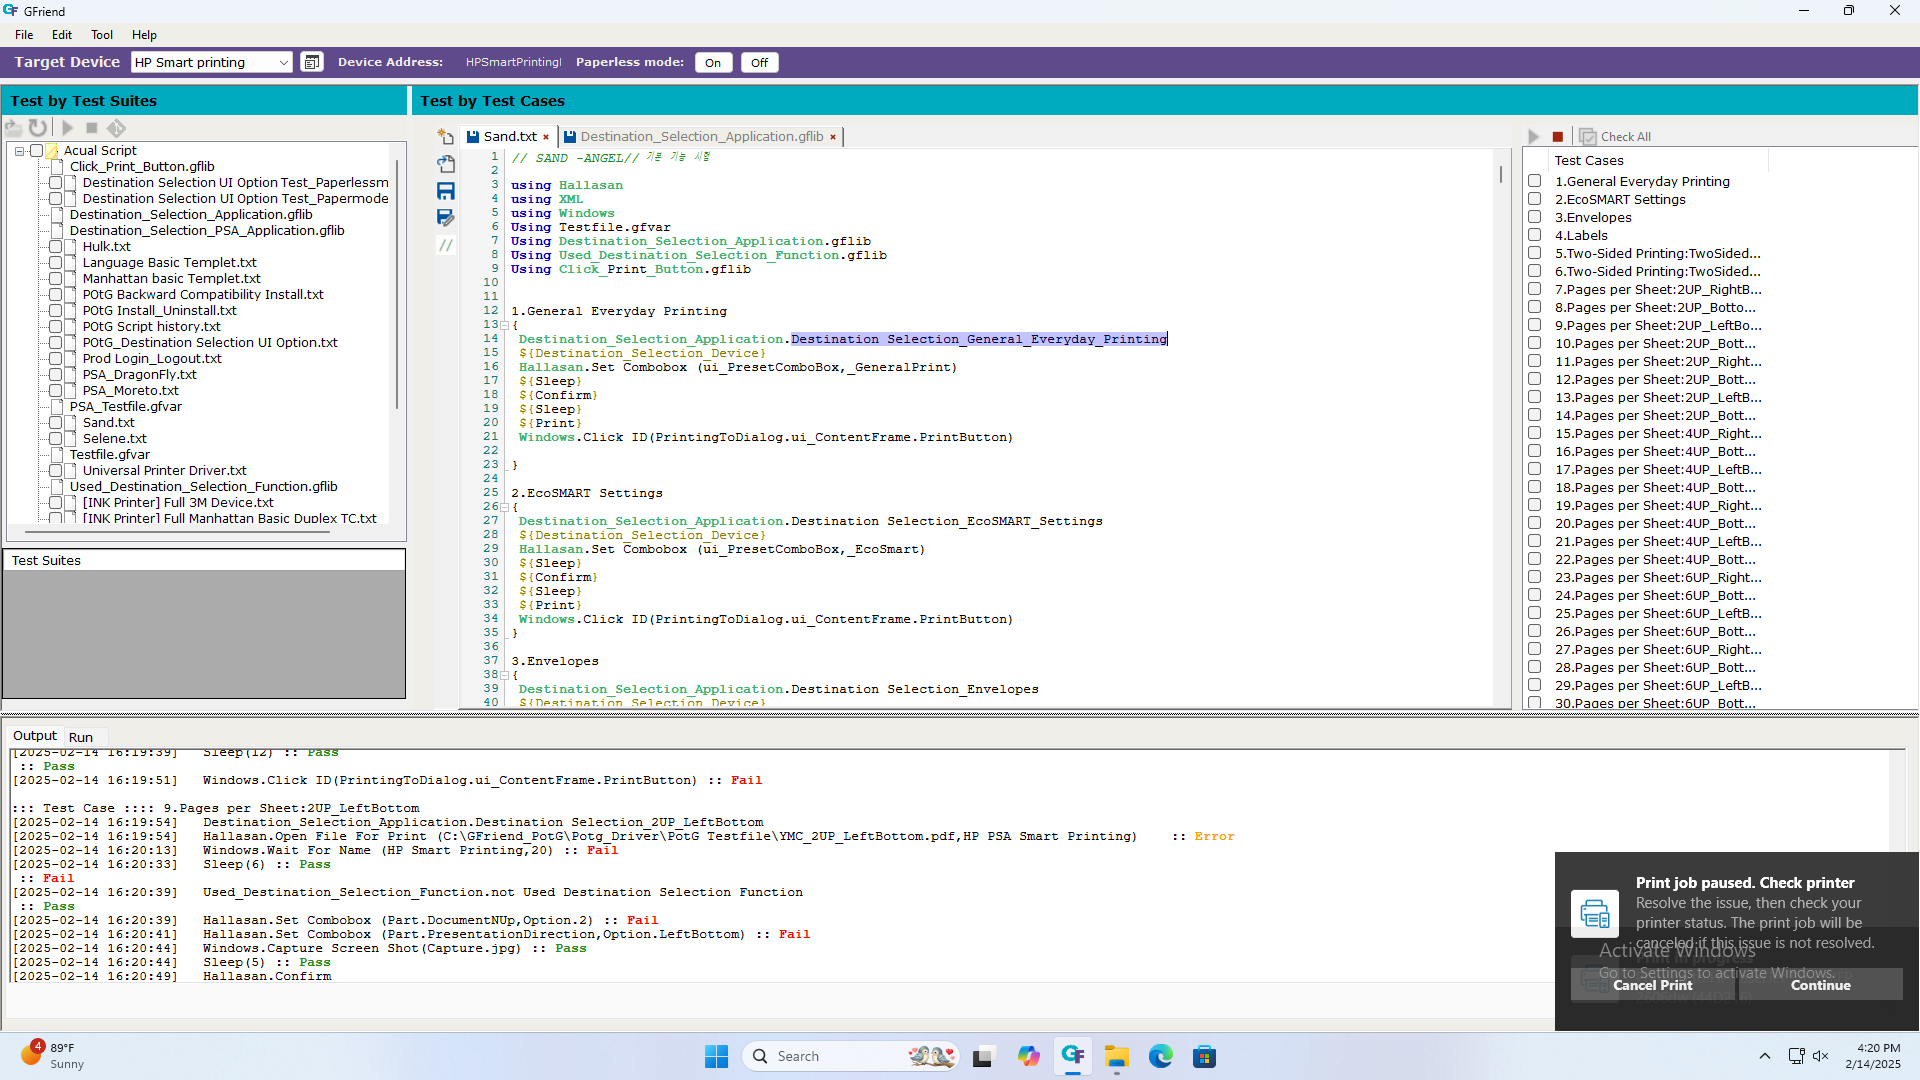 GFriend
File Edit Tool Help
Target Device HP Smart printing Device Address: HPSmartPrintingI Paperless mode: On Off
Test by Test Suites
Acual Script
Click_Print_Button.gflib
Destination Selection UI Option Test_Paperlessm
Destination Selection UI Option Test_Papermode
Destination_Selection_Application.gflib
Destination_Selection_PSA_Application.gflib
Hulk.txt
Language Basic Templet.txt
Manhattan basic Templet.txt
POtG Backward Compatibility Install.txt
POtG Install_Uninstall.txt
POtG Script history.txt
POtG_Destination Selection UI Option.txt
Prod Login_Logout.txt
PSA_DragonFly.txt
PSA_Moreto.txt
PSA_Testfile.gfvar
Sand.txt
Selene.txt
Testfile.gfvar
Universal Printer Driver.txt
Used_Destination_Selection_Function.gflib
[INK Printer] Full 3M Device.txt
[INK Printer] Full Manhattan Basic Duplex TC.txt
Test Suites
Test by Test Cases
Sand.txt × Destination_Selection_Application.gflib ×
//
1 // SAND -ANGEL// 기본 기능 시험
2
3 using Hallasan
4 using XML
5 using Windows
6 Using Testfile.gfvar
7 Using Destination_Selection_Application.gflib
8 Using Used_Destination_Selection_Function.gflib
9 Using Click_Print_Button.gflib
10
11
12 1.General Everyday Printing
13 {
14 Destination_Selection_Application.Destination Selection_General_Everyday_Printing
15 ${Destination_Selection_Device}
16 Hallasan.Set Combobox (ui_PresetComboBox,_GeneralPrint)
17 ${Sleep}
18 ${Confirm}
19 ${Sleep}
20 ${Print}
21 Windows.Click ID(PrintingToDialog.ui_ContentFrame.PrintButton)
22
23 }
24
25 2.EcoSMART Settings
26 {
27 Destination_Selection_Application.Destination Selection_EcoSMART_Settings
28 ${Destination_Selection_Device}
29 Hallasan.Set Combobox (ui_PresetComboBox,_EcoSmart)
30 ${Sleep}
31 ${Confirm}
32 ${Sleep}
33 ${Print}
34 Windows.Click ID(PrintingToDialog.ui_ContentFrame.PrintButton)
35 }
36
37 3.Envelopes
38 {
39 Destination_Selection_Application.Destination Selection_Envelopes
40 ${Destination_Selection_Device}
Check All
Test Cases
1.General Everyday Printing
2.EcoSMART Settings
3.Envelopes
4.Labels
5.Two-Sided Printing:TwoSided...
6.Two-Sided Printing:TwoSided...
7.Pages per Sheet:2UP_RightB...
8.Pages per Sheet:2UP_Botto...
9.Pages per Sheet:2UP_LeftBo...
10.Pages per Sheet:2UP_Bott...
11.Pages per Sheet:2UP_Right...
12.Pages per Sheet:2UP_Bott...
13.Pages per Sheet:2UP_LeftB...
14.Pages per Sheet:2UP_Bott...
15.Pages per Sheet:4UP_Right...
16.Pages per Sheet:4UP_Bott...
17.Pages per Sheet:4UP_LeftB...
18.Pages per Sheet:4UP_Bott...
19.Pages per Sheet:4UP_Right...
20.Pages per Sheet:4UP_Bott...
21.Pages per Sheet:4UP_LeftB...
22.Pages per Sheet:4UP_Bott...
23.Pages per Sheet:6UP_Right...
24.Pages per Sheet:6UP_Bott...
25.Pages per Sheet:6UP_LeftB...
26.Pages per Sheet:6UP_Bott...
27.Pages per Sheet:6UP_Right...
28.Pages per Sheet:6UP_Bott...
29.Pages per Sheet:6UP_LeftB...
30.Pages per Sheet:6UP_Bott...
Output Run
[2025-02-14 16:19:39] Sleep(12) :: Pass
:: Pass
[2025-02-14 16:19:51] Windows.Click ID(PrintingToDialog.ui_ContentFrame.PrintButton) :: Fail
::: Test Case :::: 9.Pages per Sheet:2UP_LeftBottom
[2025-02-14 16:19:54] Destination_Selection_Application.Destination Selection_2UP_LeftBottom
[2025-02-14 16:19:54] Hallasan.Open File For Print (C:\GFriend_PotG\Potg_Driver\PotG Testfile\YMC_2UP_LeftBottom.pdf,HP PSA Smart Printing) :: Error
[2025-02-14 16:20:13] Windows.Wait For Name (HP Smart Printing,20) :: Fail
[2025-02-14 16:20:33] Sleep(6) :: Pass
:: Fail
[2025-02-14 16:20:39] Used_Destination_Selection_Function.not Used Destination Selection Function
:: Pass
[2025-02-14 16:20:39] Hallasan.Set Combobox (Part.DocumentNUp,Option.2) :: Fail
[2025-02-14 16:20:41] Hallasan.Set Combobox (Part.PresentationDirection,Option.LeftBottom) :: Fail
[2025-02-14 16:20:44] Windows.Capture Screen Shot(Capture.jpg) :: Pass
[2025-02-14 16:20:44] Sleep(5) :: Pass
[2025-02-14 16:20:49] Hallasan.Confirm
Print job paused. Check printer
Resolve the issue, then check your
printer status. The print job will be
canceled if this issue is not resolved.
Activate Windows
Print in progress
Go to Settings to activate Windows.
Cancel Print Continue
4 89°F
Sunny
Search
4:20 PM
2/14/2025